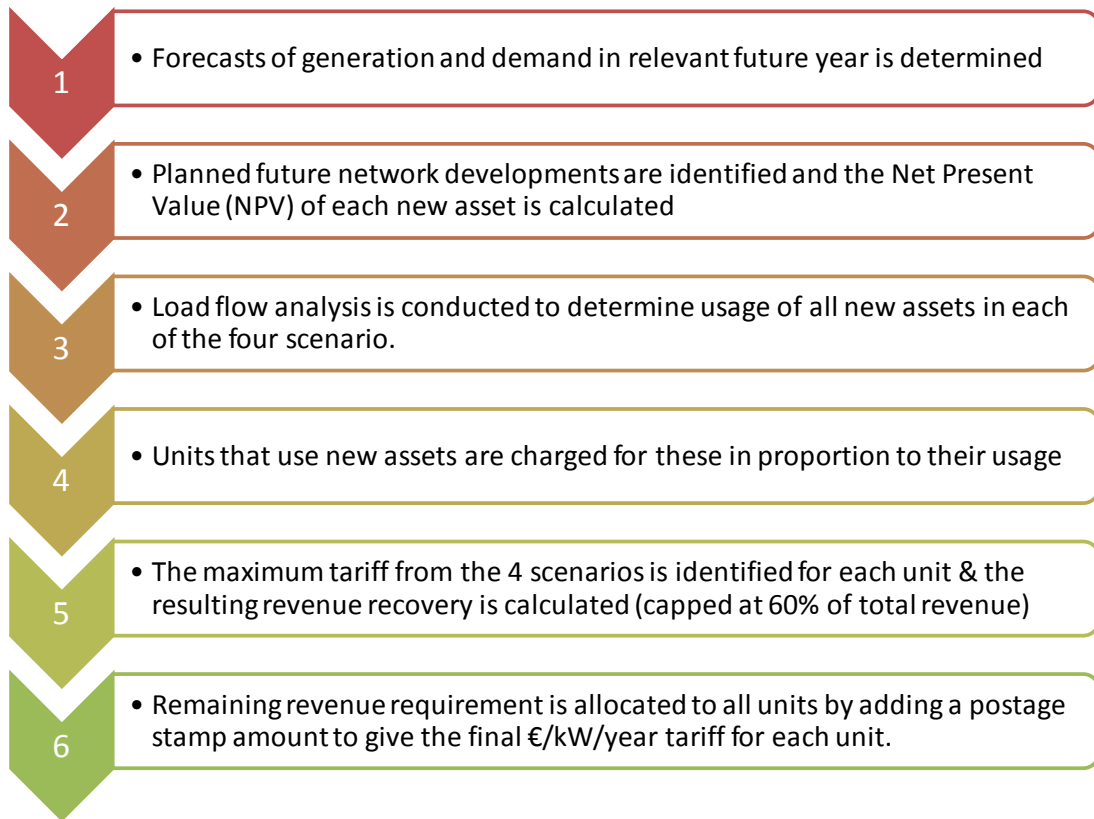 1
• Forecasts of generation and demand in relevant future year is determined
2
• Planned future network developments are identified and the Net Present
Value (NPV) of each new asset is calculated
3
• Load flow analysis is conducted to determine usage of all new assets in each
of the four scenario.
4
• Units that use new assets are charged for these in proportion to their usage
5
• The maximum tariff from the 4 scenarios is identified for each unit & the
resulting revenue recovery is calculated (capped at 60% of total revenue)
6
• Remaining revenue requirement is allocated to all units by adding a postage
stamp amount to give the final €/kW/year tariff for each unit.